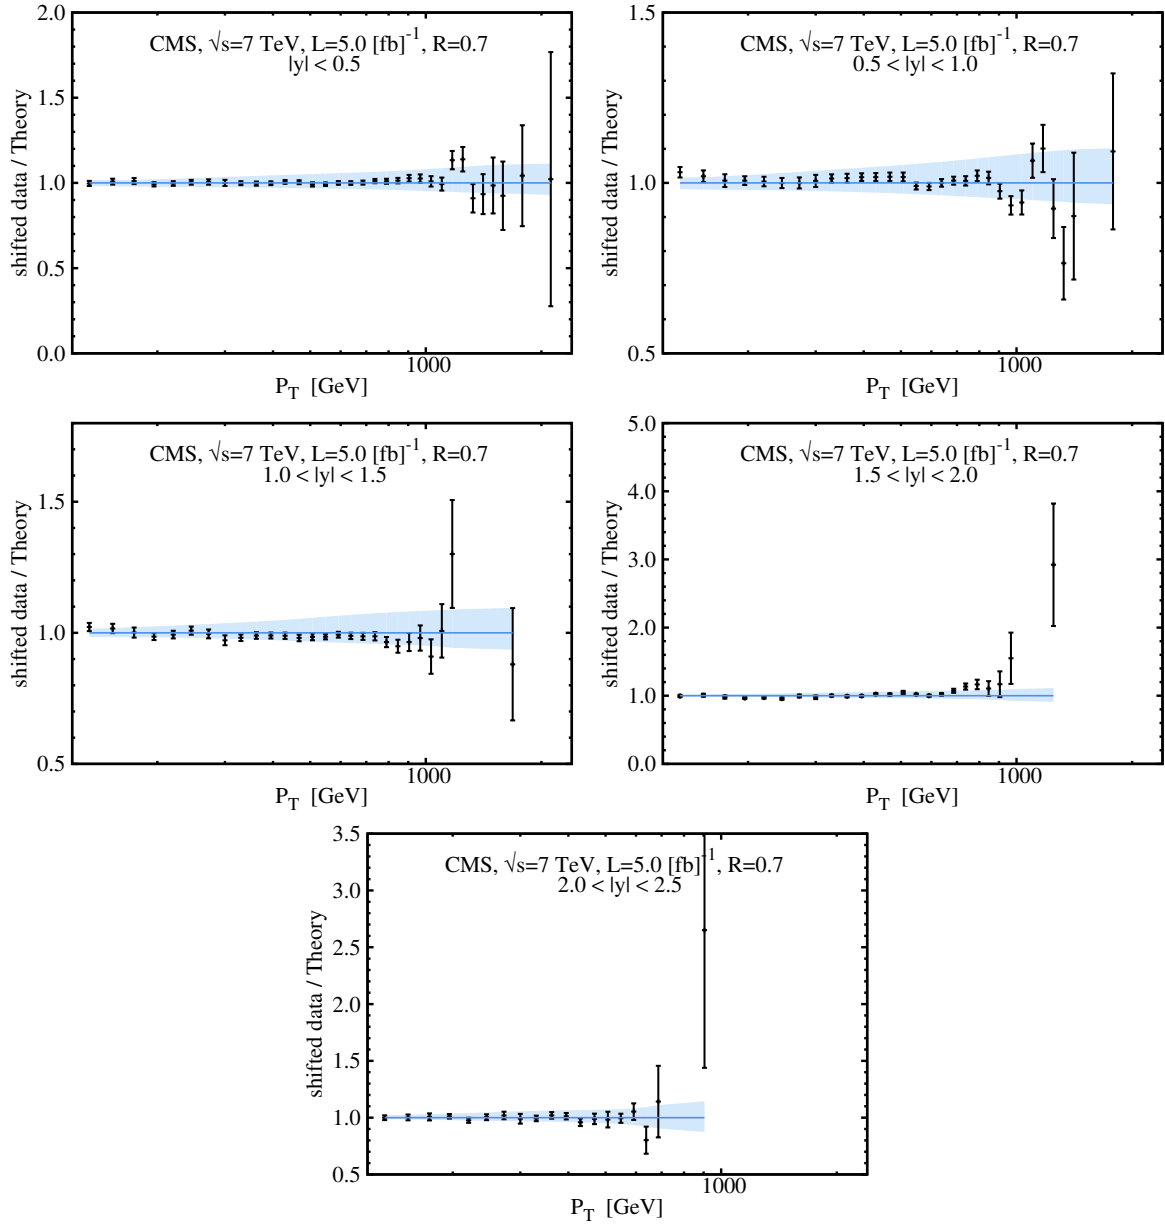 2.0
1.5
1.0
0.5
0.0
shifted data / Theory
CMS, √s=7 TeV, L=5.0 [fb]-1, R=0.7
|y| < 0.5
1000
P_T [GeV]
1.5
1.0
0.5
shifted data / Theory
CMS, √s=7 TeV, L=5.0 [fb]-1, R=0.7
0.5 < |y| < 1.0
1000
P_T [GeV]
1.5
1.0
0.5
shifted data / Theory
CMS, √s=7 TeV, L=5.0 [fb]-1, R=0.7
1.0 < |y| < 1.5
1000
P_T [GeV]
5.0
4.0
3.0
2.0
1.0
0.0
shifted data / Theory
CMS, √s=7 TeV, L=5.0 [fb]-1, R=0.7
1.5 < |y| < 2.0
1000
P_T [GeV]
3.5
3.0
2.5
2.0
1.5
1.0
0.5
shifted data / Theory
CMS, √s=7 TeV, L=5.0 [fb]-1, R=0.7
2.0 < |y| < 2.5
1000
P_T [GeV]